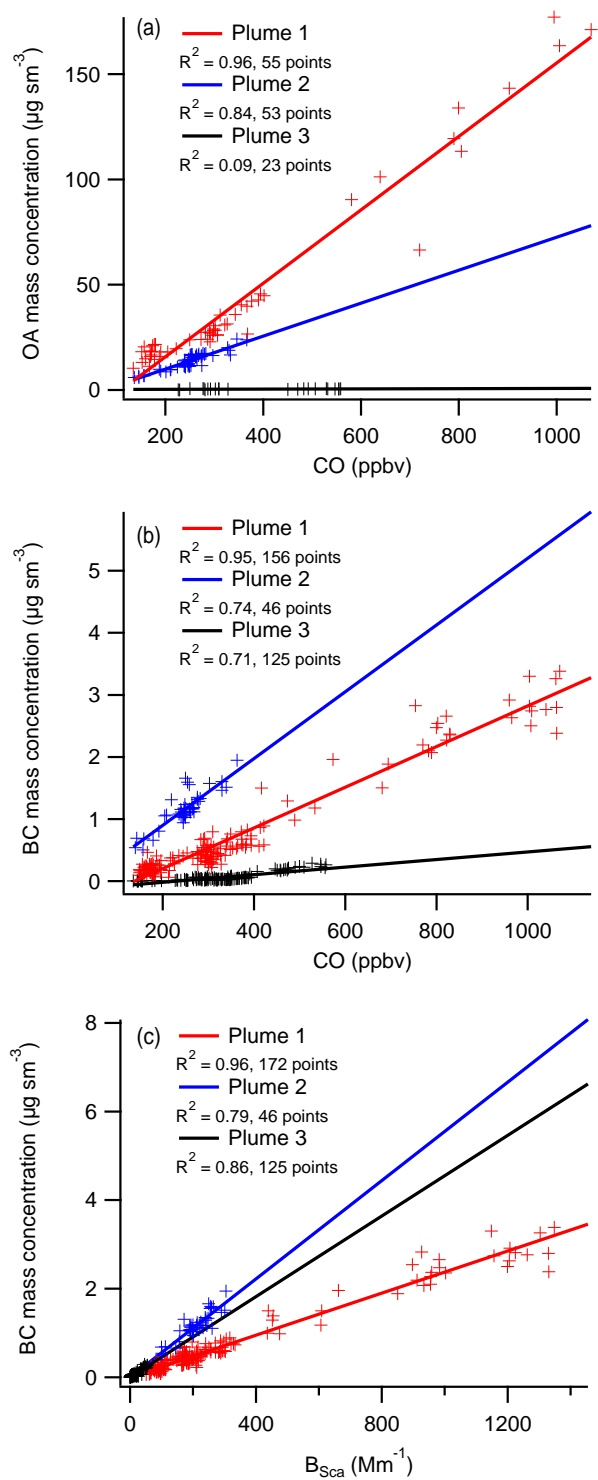 (a)
Plume 1
R² = 0.96, 55 points
Plume 2
R² = 0.84, 53 points
Plume 3
R² = 0.09, 23 points
OA mass concentration (µg sm⁻³)
150
100
50
0
200 400 600 800 1000
CO (ppbv)
(b)
Plume 1
R² = 0.95, 156 points
Plume 2
R² = 0.74, 46 points
Plume 3
R² = 0.71, 125 points
BC mass concentration (µg sm⁻³)
5
4
3
2
1
0
200 400 600 800 1000
CO (ppbv)
(c)
Plume 1
R² = 0.96, 172 points
Plume 2
R² = 0.79, 46 points
Plume 3
R² = 0.86, 125 points
BC mass concentration (µg sm⁻³)
8
6
4
2
0
0 400 800 1200
B_Sca (Mm⁻¹)